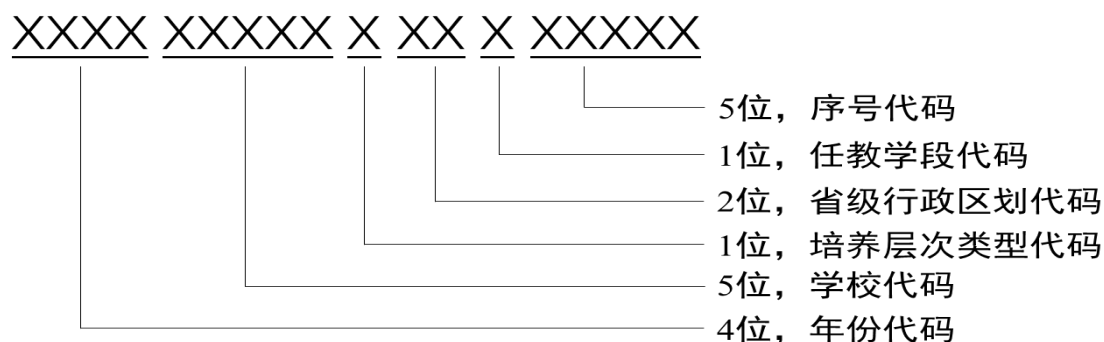 XXXX XXXXX X XX X XXXXX
5位，序号代码
1位，任教学段代码
2位，省级行政区划代码
1位，培养层次类型代码
5位，学校代码
4位，年份代码